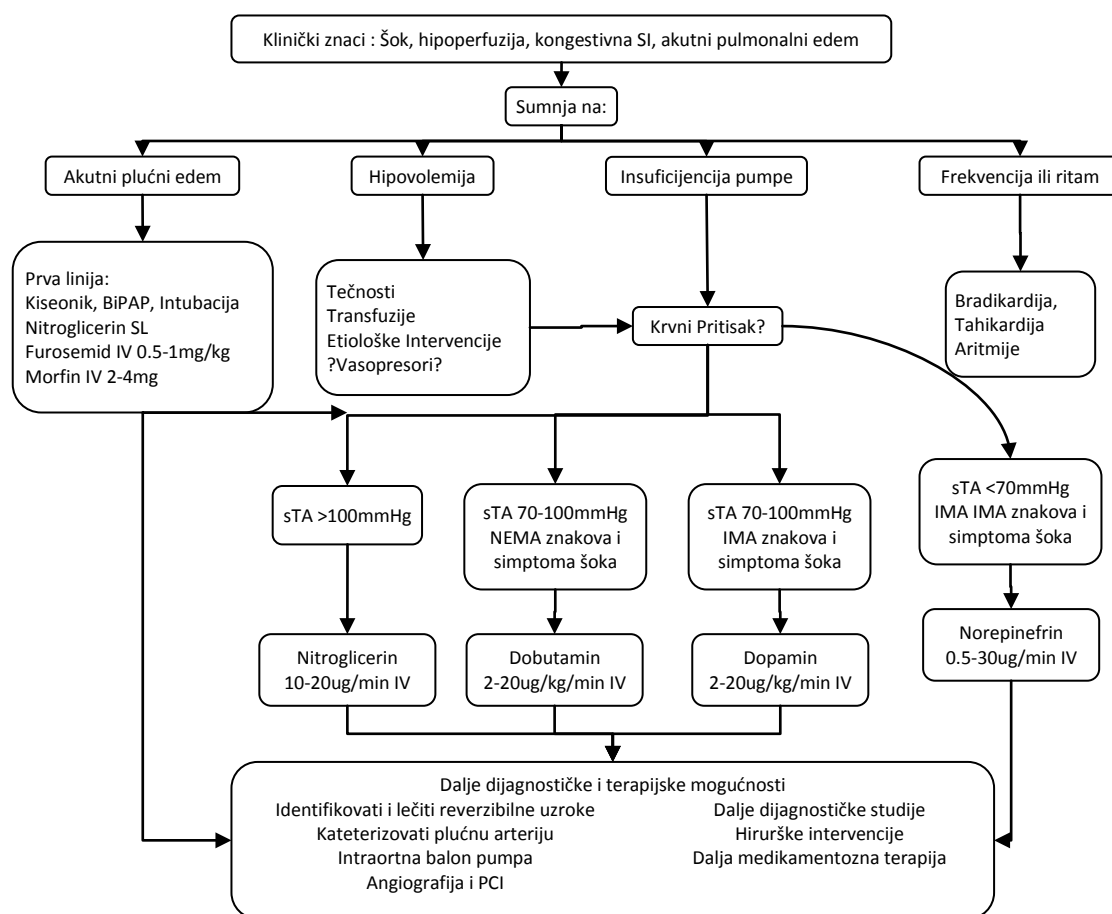 Klinički znaci : Šok, hipoperfuzija, kongestivna SI, akutni pulmonalni edem
Sumnja na:
Akutni plućni edem
Hipovolemija
Insuficijencija pumpe
Frekvencija ili ritam
Prva linija:
Kiseonik, BiPAP, Intubacija
Nitroglicerin SL
Furosemid IV 0.5-1mg/kg
Morfin IV 2-4mg
Tečnosti
Transfuzije
Etiološke Intervencije
?Vasopresori?
Krvni Pritisak?
Bradikardija,
Tahikardija
Aritmije
sTA >100mmHg
sTA 70-100mmHg
NEMA znakova i
simptoma šoka
sTA 70-100mmHg
IMA znakova i
simptoma šoka
sTA <70mmHg
IMA IMA znakova i
simptoma šoka
Nitroglicerin
10-20ug/min IV
Dobutamin
2-20ug/kg/min IV
Dopamin
2-20ug/kg/min IV
Norepinefrin
0.5-30ug/min IV
Dalje dijagnostičke i terapijske mogućnosti
Identifikovati i lečiti reverzibilne uzroke
Kateterizovati plućnu arteriju
Intraortna balon pumpa
Angiografija i PCI
Dalje dijagnostičke studije
Hirurške intervencije
Dalja medikamentozna terapija